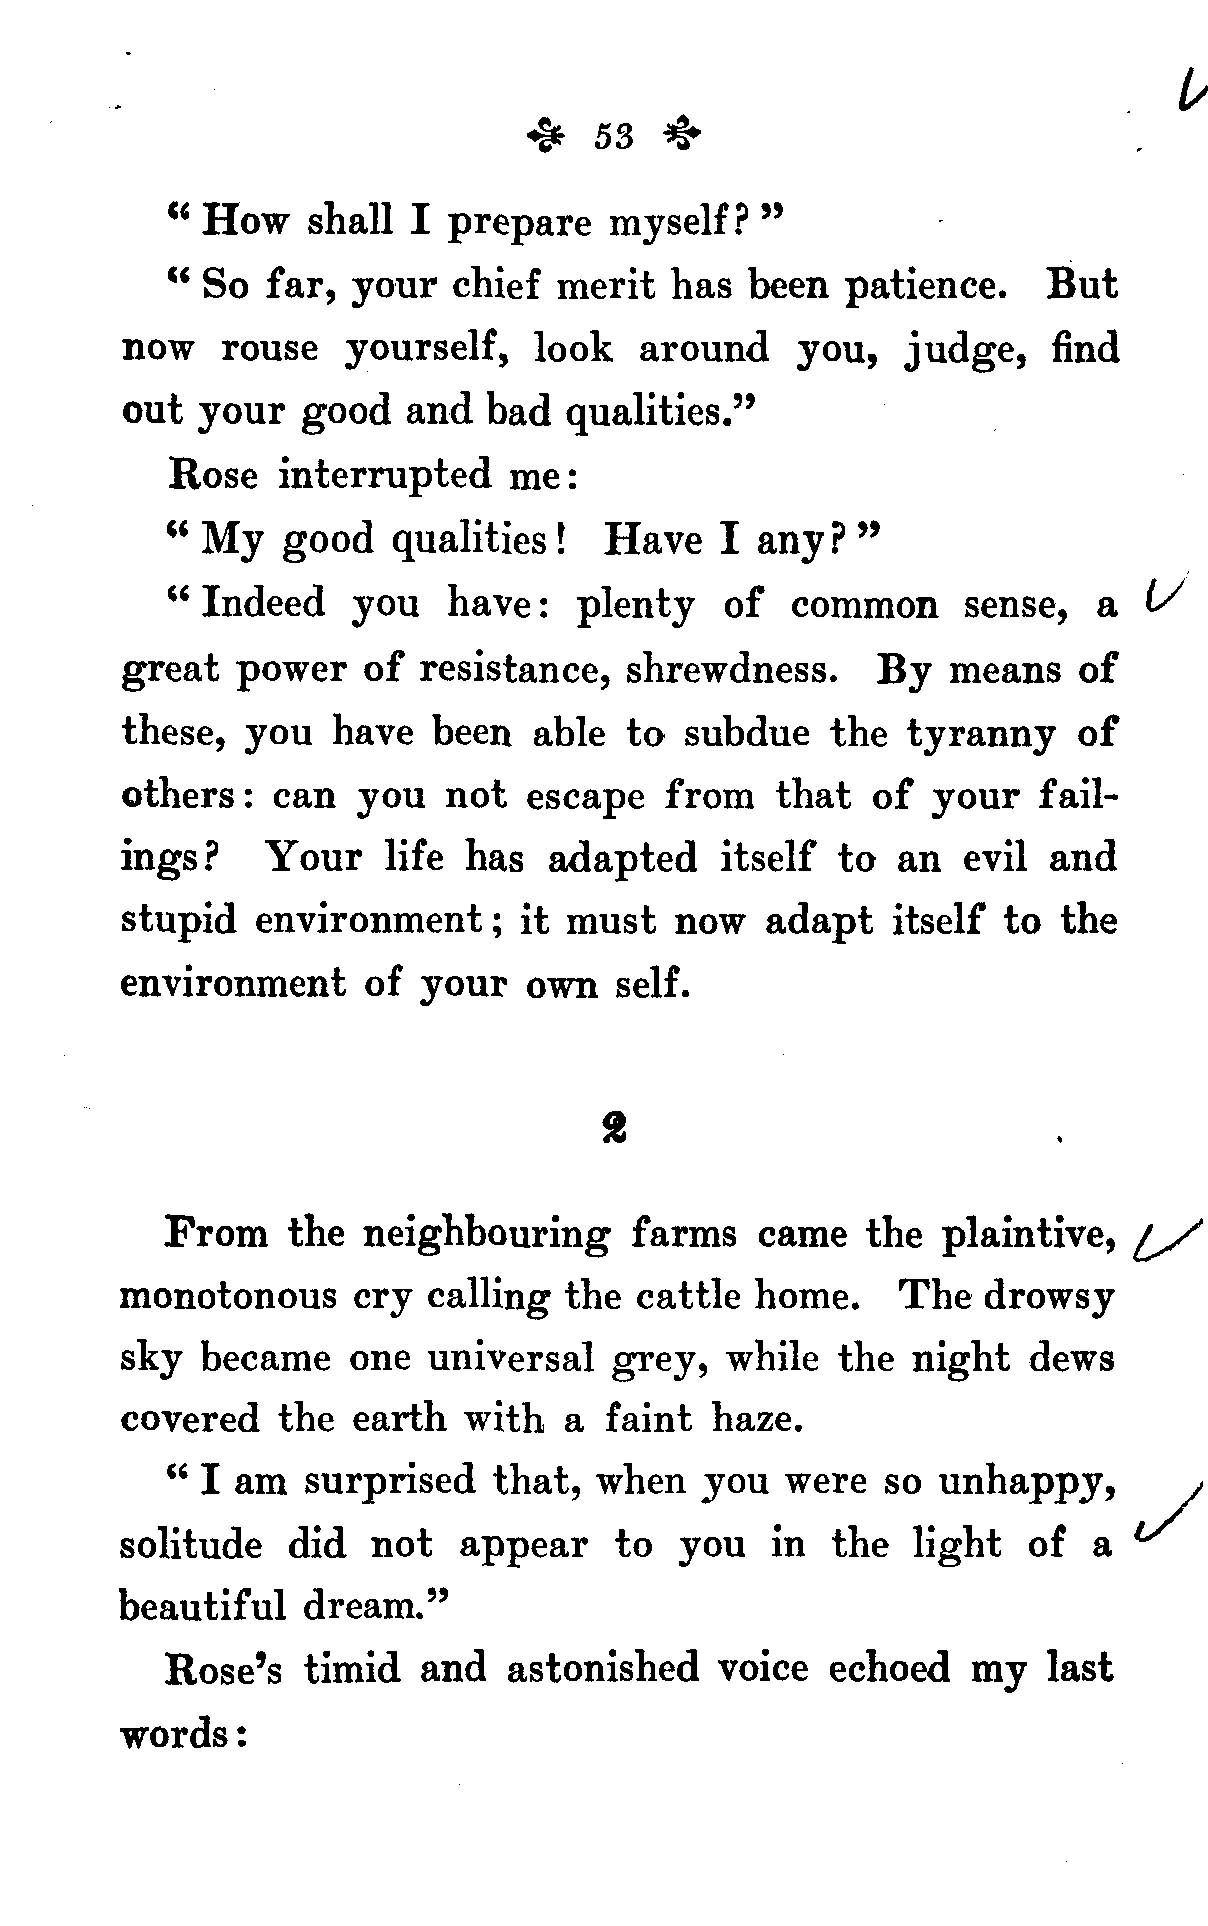 53
“ How shall I prepare myself? ”
“ So far, your chief merit has been patience. But
now rouse yourself, look around you, judge, find
out your good and bad qualities.”
Rose interrupted me:
“ My good qualities! Have I any? ”
“ Indeed you have: plenty of common sense, a
great power of resistance, shrewdness. By means of
these, you have been able to subdue the tyranny of
others: can you not escape from that of your fail-
ings? Your life has adapted itself to an evil and
stupid environment; it must now adapt itself to the
environment of your own self.
2
From the neighbouring farms came the plaintive,
monotonous cry calling the cattle home. The drowsy
sky became one universal grey, while the night dews
covered the earth with a faint haze.
“ I am surprised that, when you were so unhappy,
solitude did not appear to you in the light of a
beautiful dream.”
Rose’s timid and astonished voice echoed my last
words: